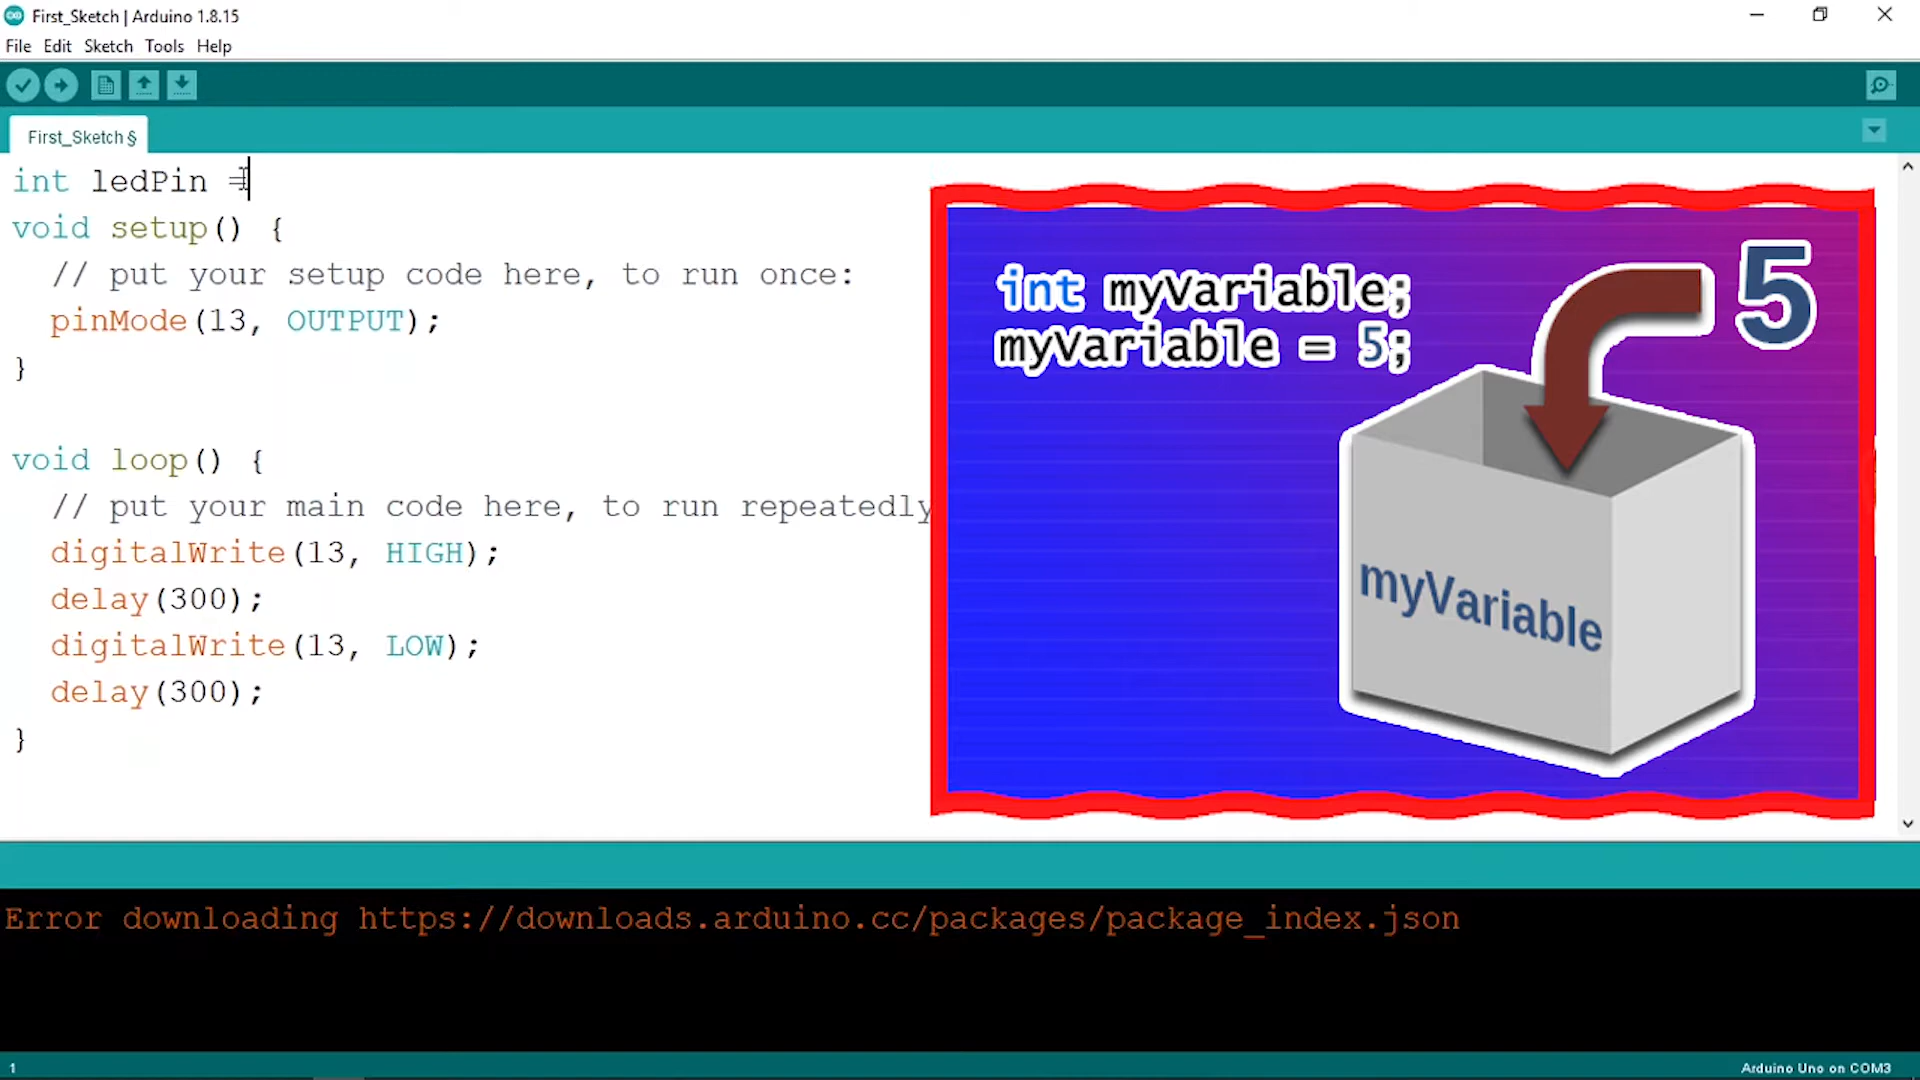 First_Sketch | Arduino 1.8.15
File Edit Sketch Tools Help
First_Sketch §
int ledPin =
void setup() {
// put your setup code here, to run once:
pinMode(13, OUTPUT);
}
void loop() {
// put your main code here, to run repeatedly
digitalWrite(13, HIGH);
delay(300);
digitalWrite(13, LOW);
delay(300);
}
int myVariable;
myVariable = 5;
5
myVariable
Error downloading https://downloads.arduino.cc/packages/package_index.json
1
Arduino Uno on COM3